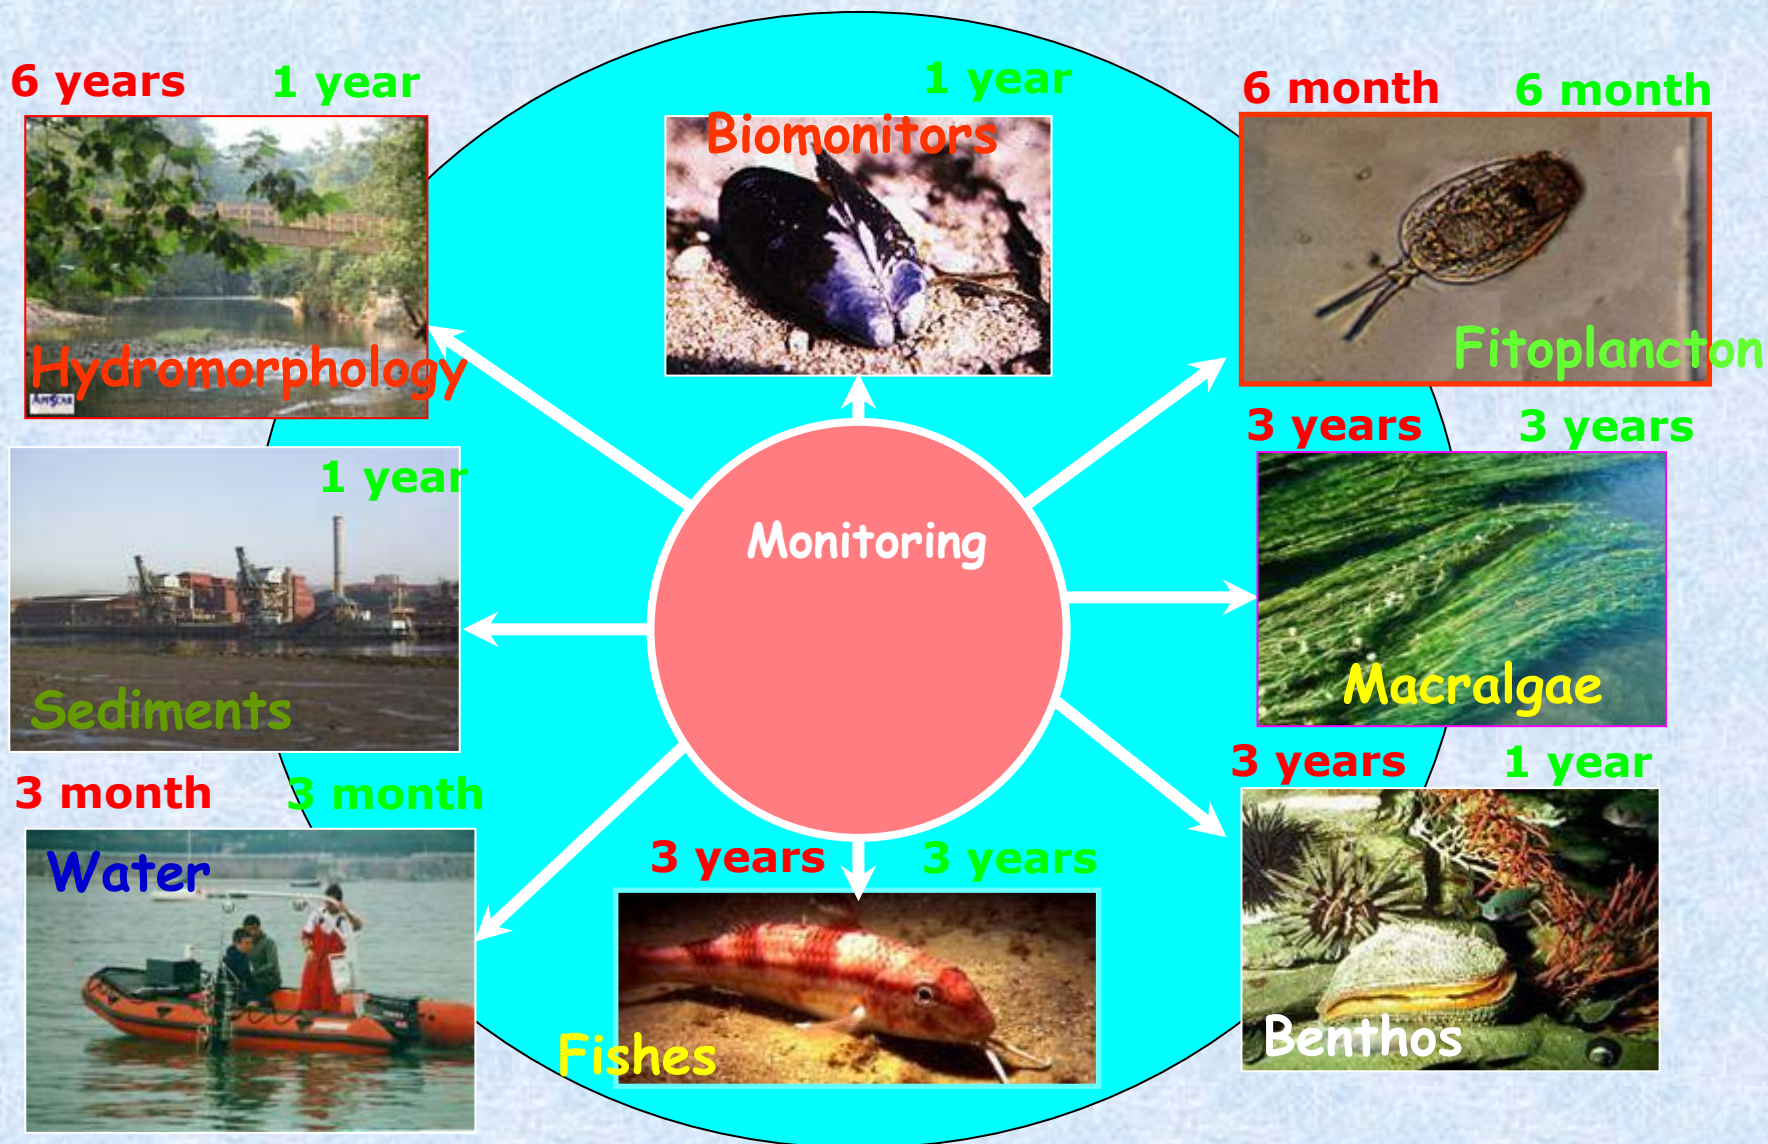 6 years 1 year
1 year
6 month 6 month
Biomonitors
Hydromorphology
Fitoplancton
3 years 3 years
1 year
Monitoring
Sediments
Macralgae
3 years 1 year
3 month 3 month
Water
3 years 3 years
Fishes
Benthos